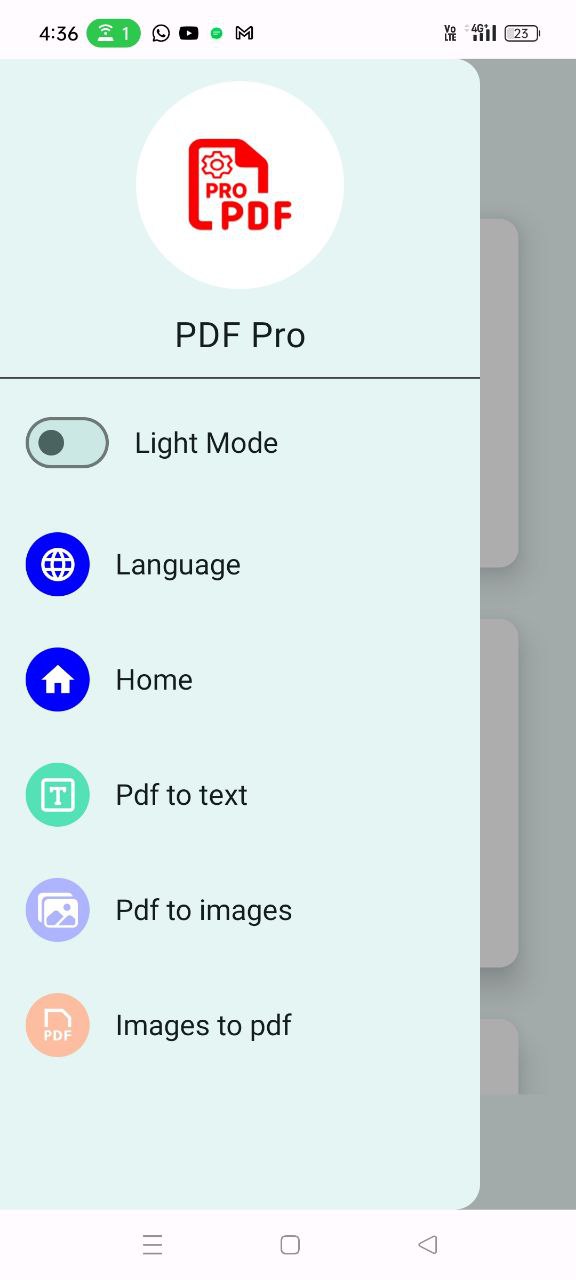 4:36 1 Vo LTE 4G+ 23
PRO
PDF
PDF Pro
Light Mode
Language
Home
T
Pdf to text
Pdf to images
PDF
Images to pdf